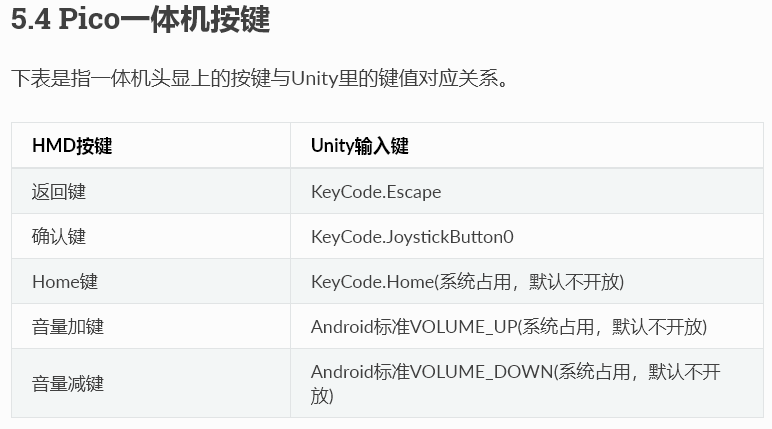 5.4 Pico一体机按键
下表是指一体机头显上的按键与Unity里的键值对应关系。
HMD按键 Unity输入键
返回键 KeyCode.Escape
确认键 KeyCode.JoystickButton0
Home键 KeyCode.Home(系统占用，默认不开放)
音量加键 Android标准VOLUME_UP(系统占用，默认不开放)
音量减键 Android标准VOLUME_DOWN(系统占用，默认不开
放)